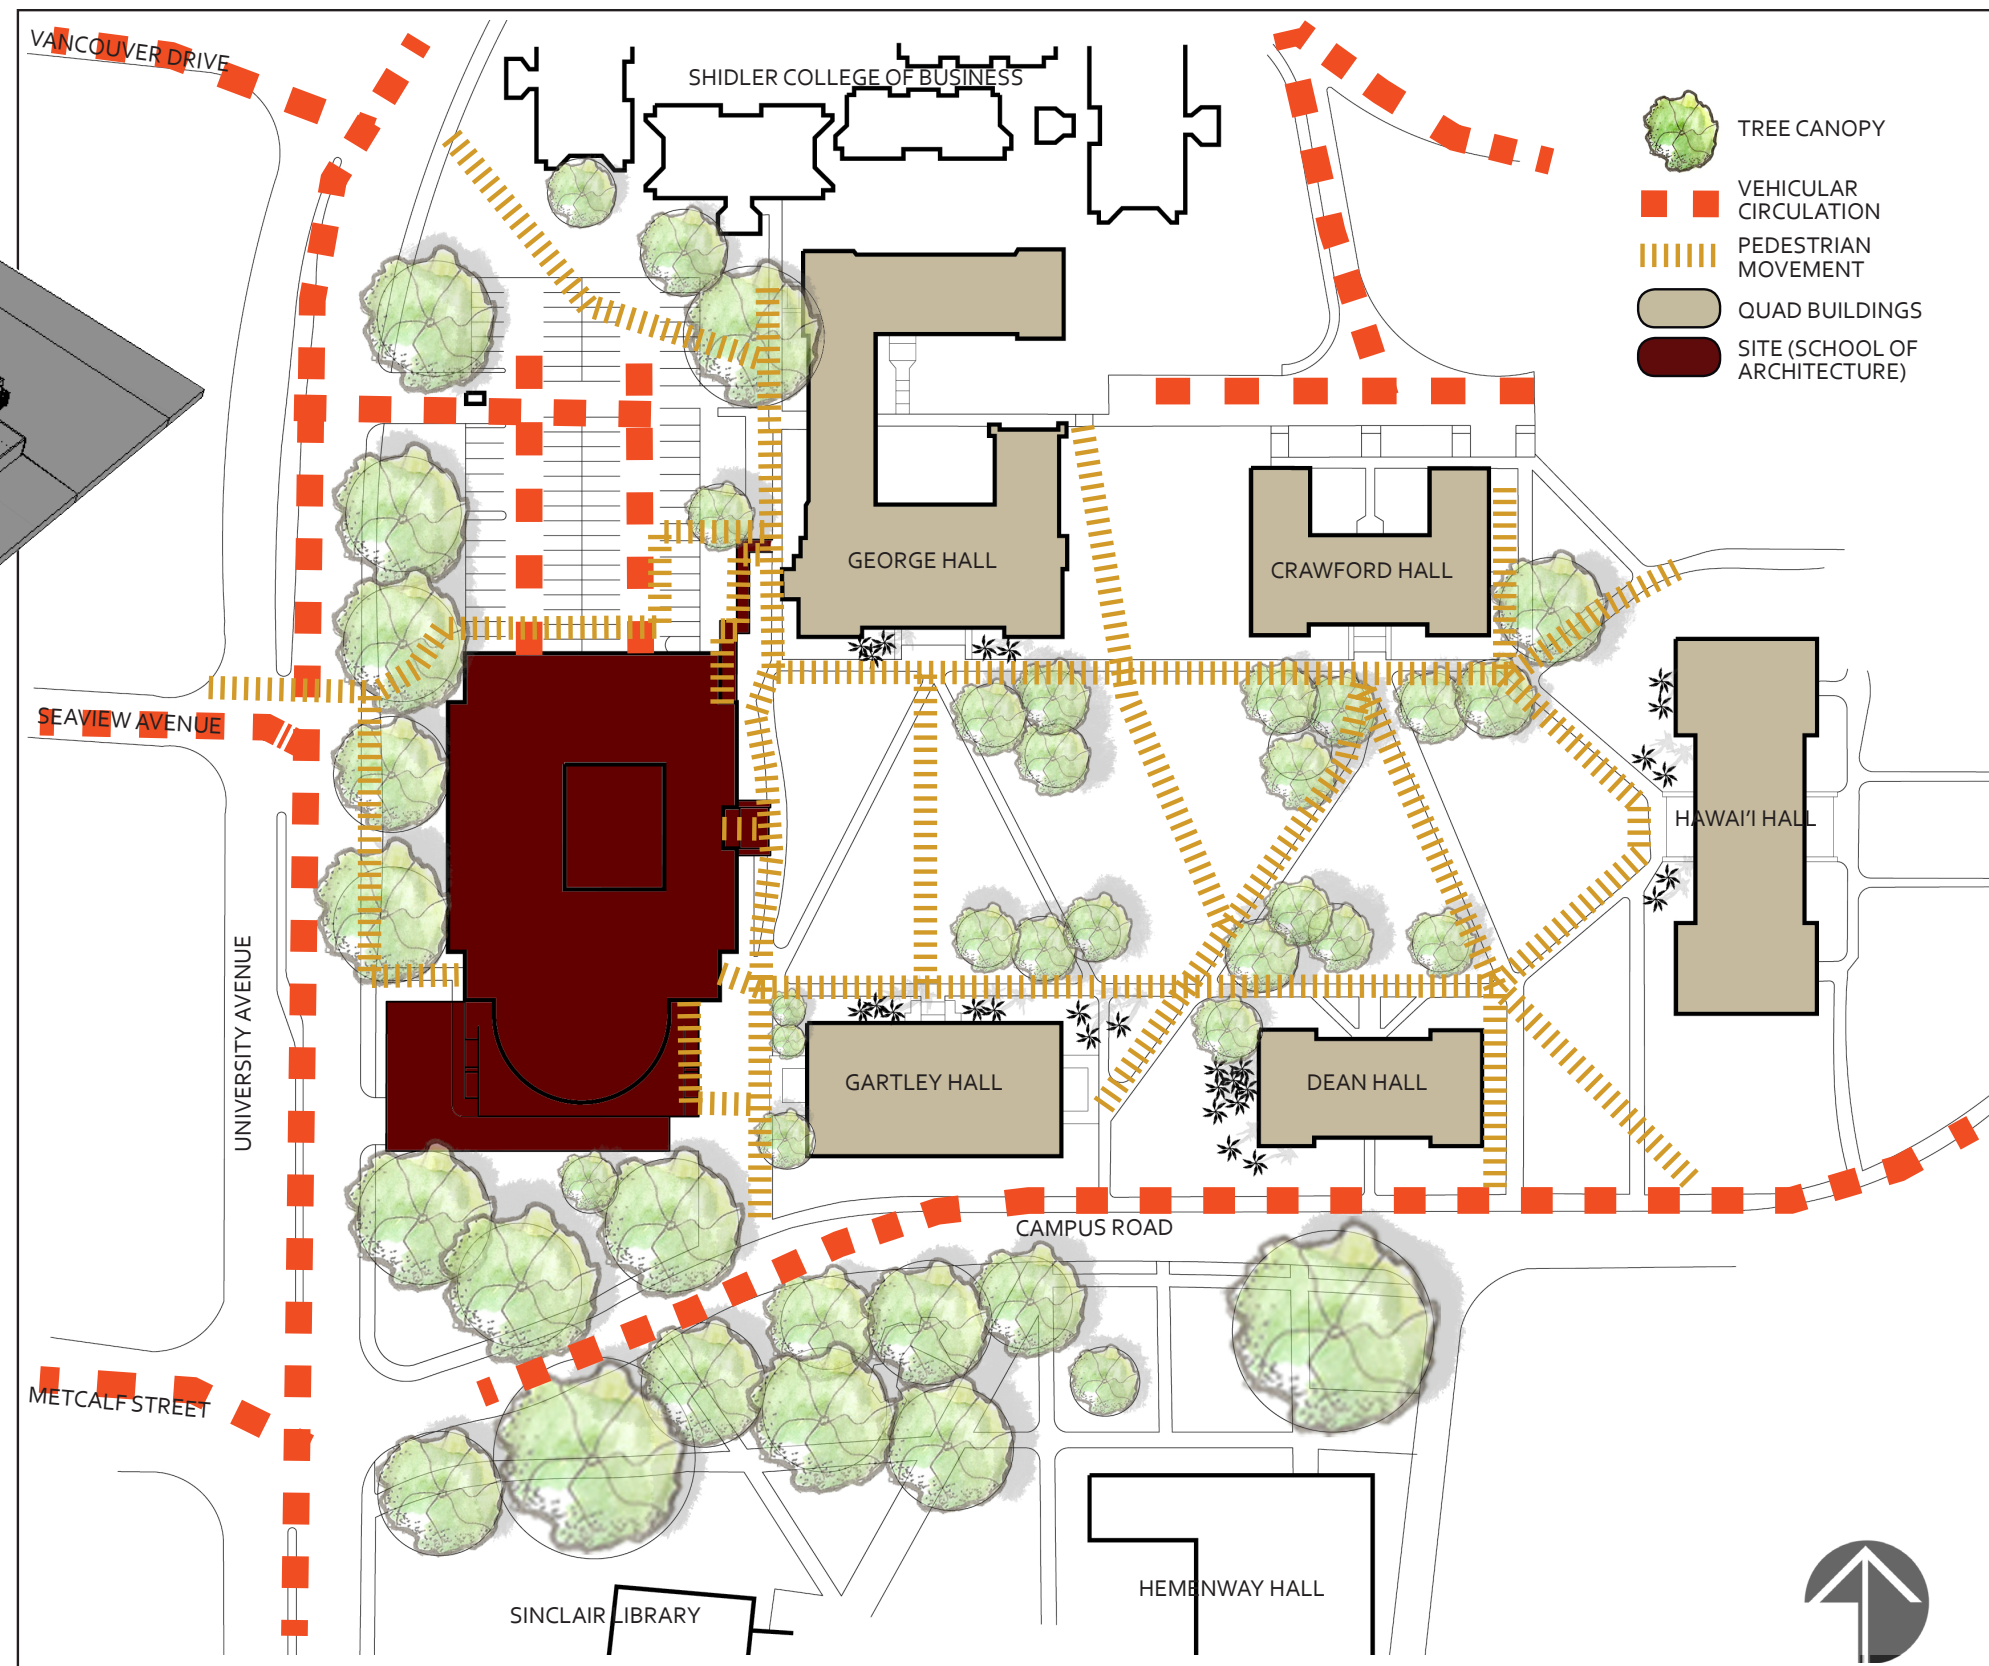 VANCOUVER DRIVE
SHIDLER COLLEGE OF BUSINESS
TREE CANOPY
VEHICULAR
CIRCULATION
PEDESTRIAN
MOVEMENT
QUAD BUILDINGS
SITE (SCHOOL OF
ARCHITECTURE)
GEORGE HALL
CRAWFORD HALL
SEAVIEW AVENUE
HAWAI'I HALL
UNIVERSITY AVENUE
GARTLEY HALL
DEAN HALL
CAMPUS ROAD
METCALF STREET
HEMENWAY HALL
SINCLAIR LIBRARY